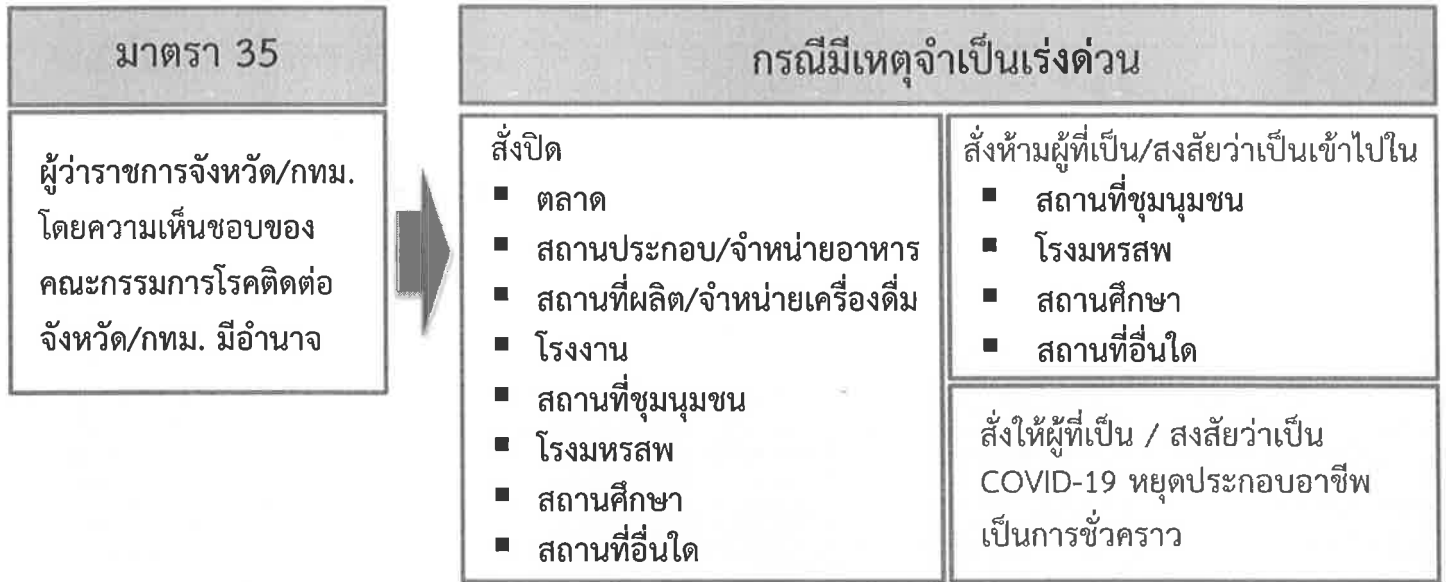 มาตรา 35
ผู้ว่าราชการจังหวัด/กทม.
โดยความเห็นชอบของ
คณะกรรมการโรคติดต่อ
จังหวัด/กทม. มีอำนาจ
กรณีมีเหตุจำเป็นเร่งด่วน
สั่งปิด
▪ ตลาด
▪ สถานประกอบ/จำหน่ายอาหาร
▪ สถานที่ผลิต/จำหน่ายเครื่องดื่ม
▪ โรงงาน
▪ สถานที่ชุมนุมชน
▪ โรงมหรสพ
▪ สถานศึกษา
▪ สถานที่อื่นใด
สั่งห้ามผู้ที่เป็น/สงสัยว่าเป็นเข้าไปใน
▪ สถานที่ชุมนุมชน
▪ โรงมหรสพ
▪ สถานศึกษา
▪ สถานที่อื่นใด
สั่งให้ผู้ที่เป็น / สงสัยว่าเป็น
COVID-19 หยุดประกอบอาชีพ
เป็นการชั่วคราว